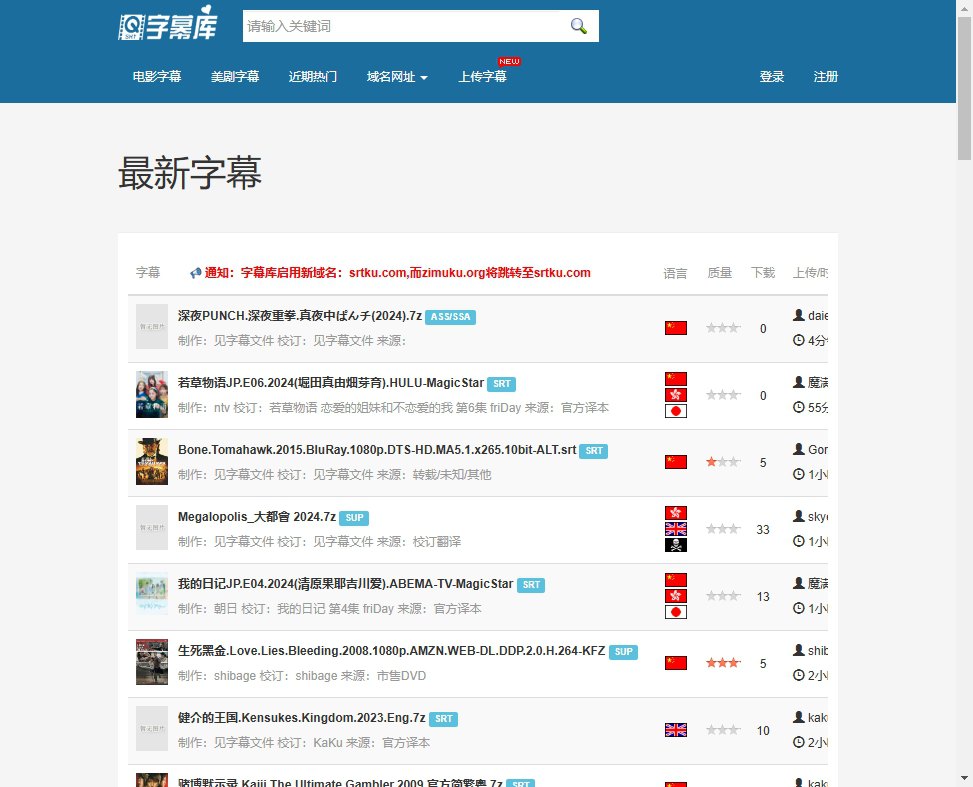 字幕库
SRT
请输入关键词
NEW
电影字幕 美剧字幕 近期热门 域名网址 上传字幕 登录 注册
最新字幕
字幕 通知：字幕库启用新域名：srtku.com,而zimuku.org将跳转至srtku.com 语言 质量 下载 上传/时
暂无图片
深夜PUNCH.深夜重拳.真夜中ぱんチ(2024).7z ASS/SSA
制作：见字幕文件 校订：见字幕文件 来源：
0
daie
4分
若草物语JP.E06.2024(堀田真由畑芽育).HULU-MagicStar SRT
制作：ntv 校订：若草物语 恋爱的姐妹和不恋爱的我 第6集 friDay 来源：官方译本
0
魔满
55分
Bone.Tomahawk.2015.BluRay.1080p.DTS-HD.MA5.1.x265.10bit-ALT.srt SRT
制作：见字幕文件 校订：见字幕文件 来源：转载/未知/其他
5
Gor
1小
暂无图片
Megalopolis_大都會 2024.7z SUP
制作：见字幕文件 校订：见字幕文件 来源：校订翻译
33
skye
1小
我的日记JP.E04.2024(清原果耶吉川爱).ABEMA-TV-MagicStar SRT
制作：朝日 校订：我的日记 第4集 friDay 来源：官方译本
13
魔满
1小
生死黑金.Love.Lies.Bleeding.2008.1080p.AMZN.WEB-DL.DDP.2.0.H.264-KFZ SUP
制作：shibage 校订：shibage 来源：市售DVD
5
shib
2小
暂无图片
健介的王国.Kensukes.Kingdom.2023.Eng.7z SRT
制作：见字幕文件 校订：KaKu 来源：官方译本
10
kaku
2小
赌博默示录.Kaiji.The.Ultimate.Gambler.2009.官方简繁粤.7z SRT
kaku